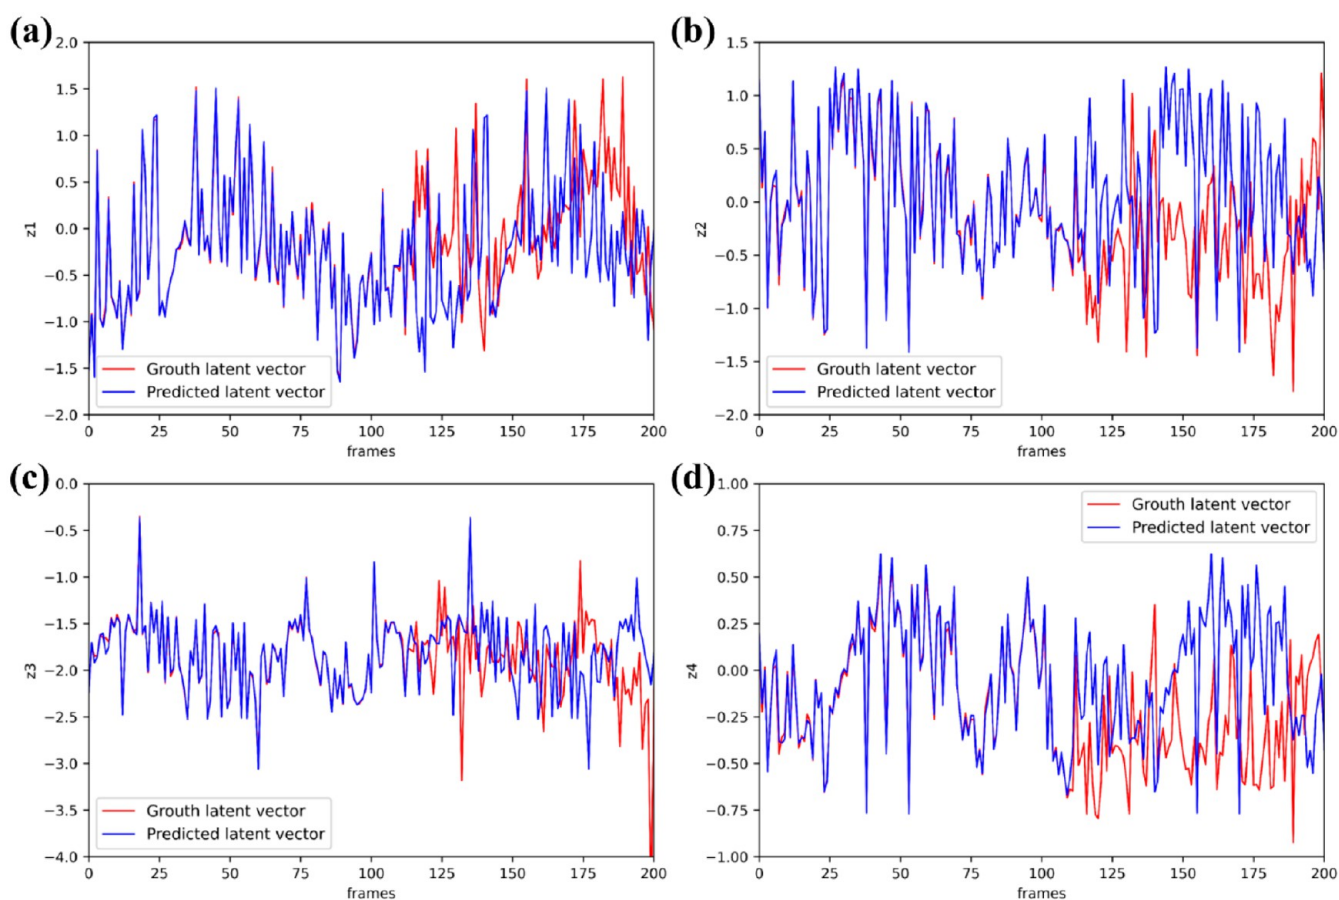 (a)
2.0
1.5
1.0
0.5
0.0
−0.5
−1.0
−1.5
−2.0
z1
Grouth latent vector
Predicted latent vector
0 25 50 75 100 125 150 175 200
frames
(b)
1.5
1.0
0.5
0.0
−0.5
−1.0
−1.5
−2.0
z2
Grouth latent vector
Predicted latent vector
0 25 50 75 100 125 150 175 200
frames
(c)
0.0
−0.5
−1.0
−1.5
−2.0
−2.5
−3.0
−3.5
−4.0
z3
Grouth latent vector
Predicted latent vector
0 25 50 75 100 125 150 175 200
frames
(d)
1.00
0.75
0.50
0.25
0.00
−0.25
−0.50
−0.75
−1.00
z4
Grouth latent vector
Predicted latent vector
0 25 50 75 100 125 150 175 200
frames